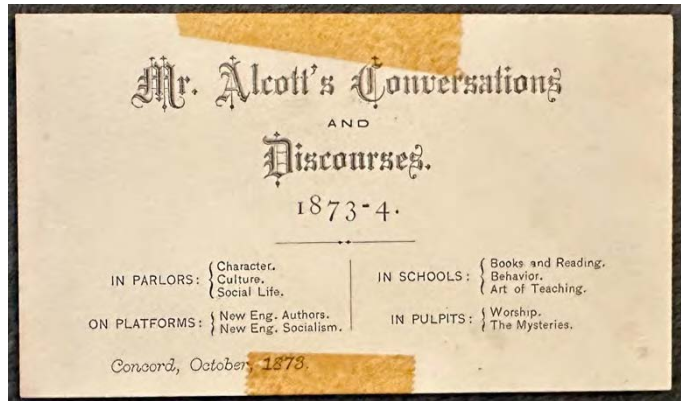 Mr. Alcott's Conversations
AND
Discourses.
1873-4.
IN PARLORS: { Character.
Culture.
Social Life.
ON PLATFORMS: { New Eng. Authors.
New Eng. Socialism.
IN SCHOOLS: { Books and Reading.
Behavior.
Art of Teaching.
IN PULPITS: { Worship.
The Mysteries.
Concord, October, 1873.